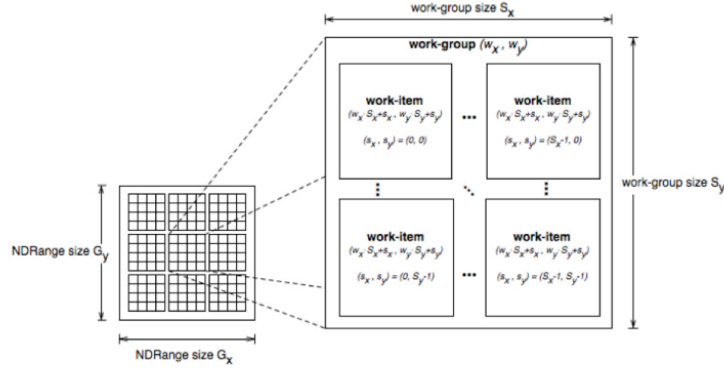 work-group size Sx
work-group (wx , wy)
work-item
(wx· Sx+sx , wy· Sy+sy)
(sx , sy) = (0, 0)
...
work-item
(wx· Sx+sx , wy· Sy+sy)
(sx , sy) = (Sx-1, 0)
work-group size Sy
work-item
(wx· Sx+sx , wy· Sy+sy)
(sx , sy) = (0, Sy-1)
...
work-item
(wx· Sx+sx , wy· Sy+sy)
(sx , sy) = (Sx-1, Sy-1)
NDRange size Gy
NDRange size Gx